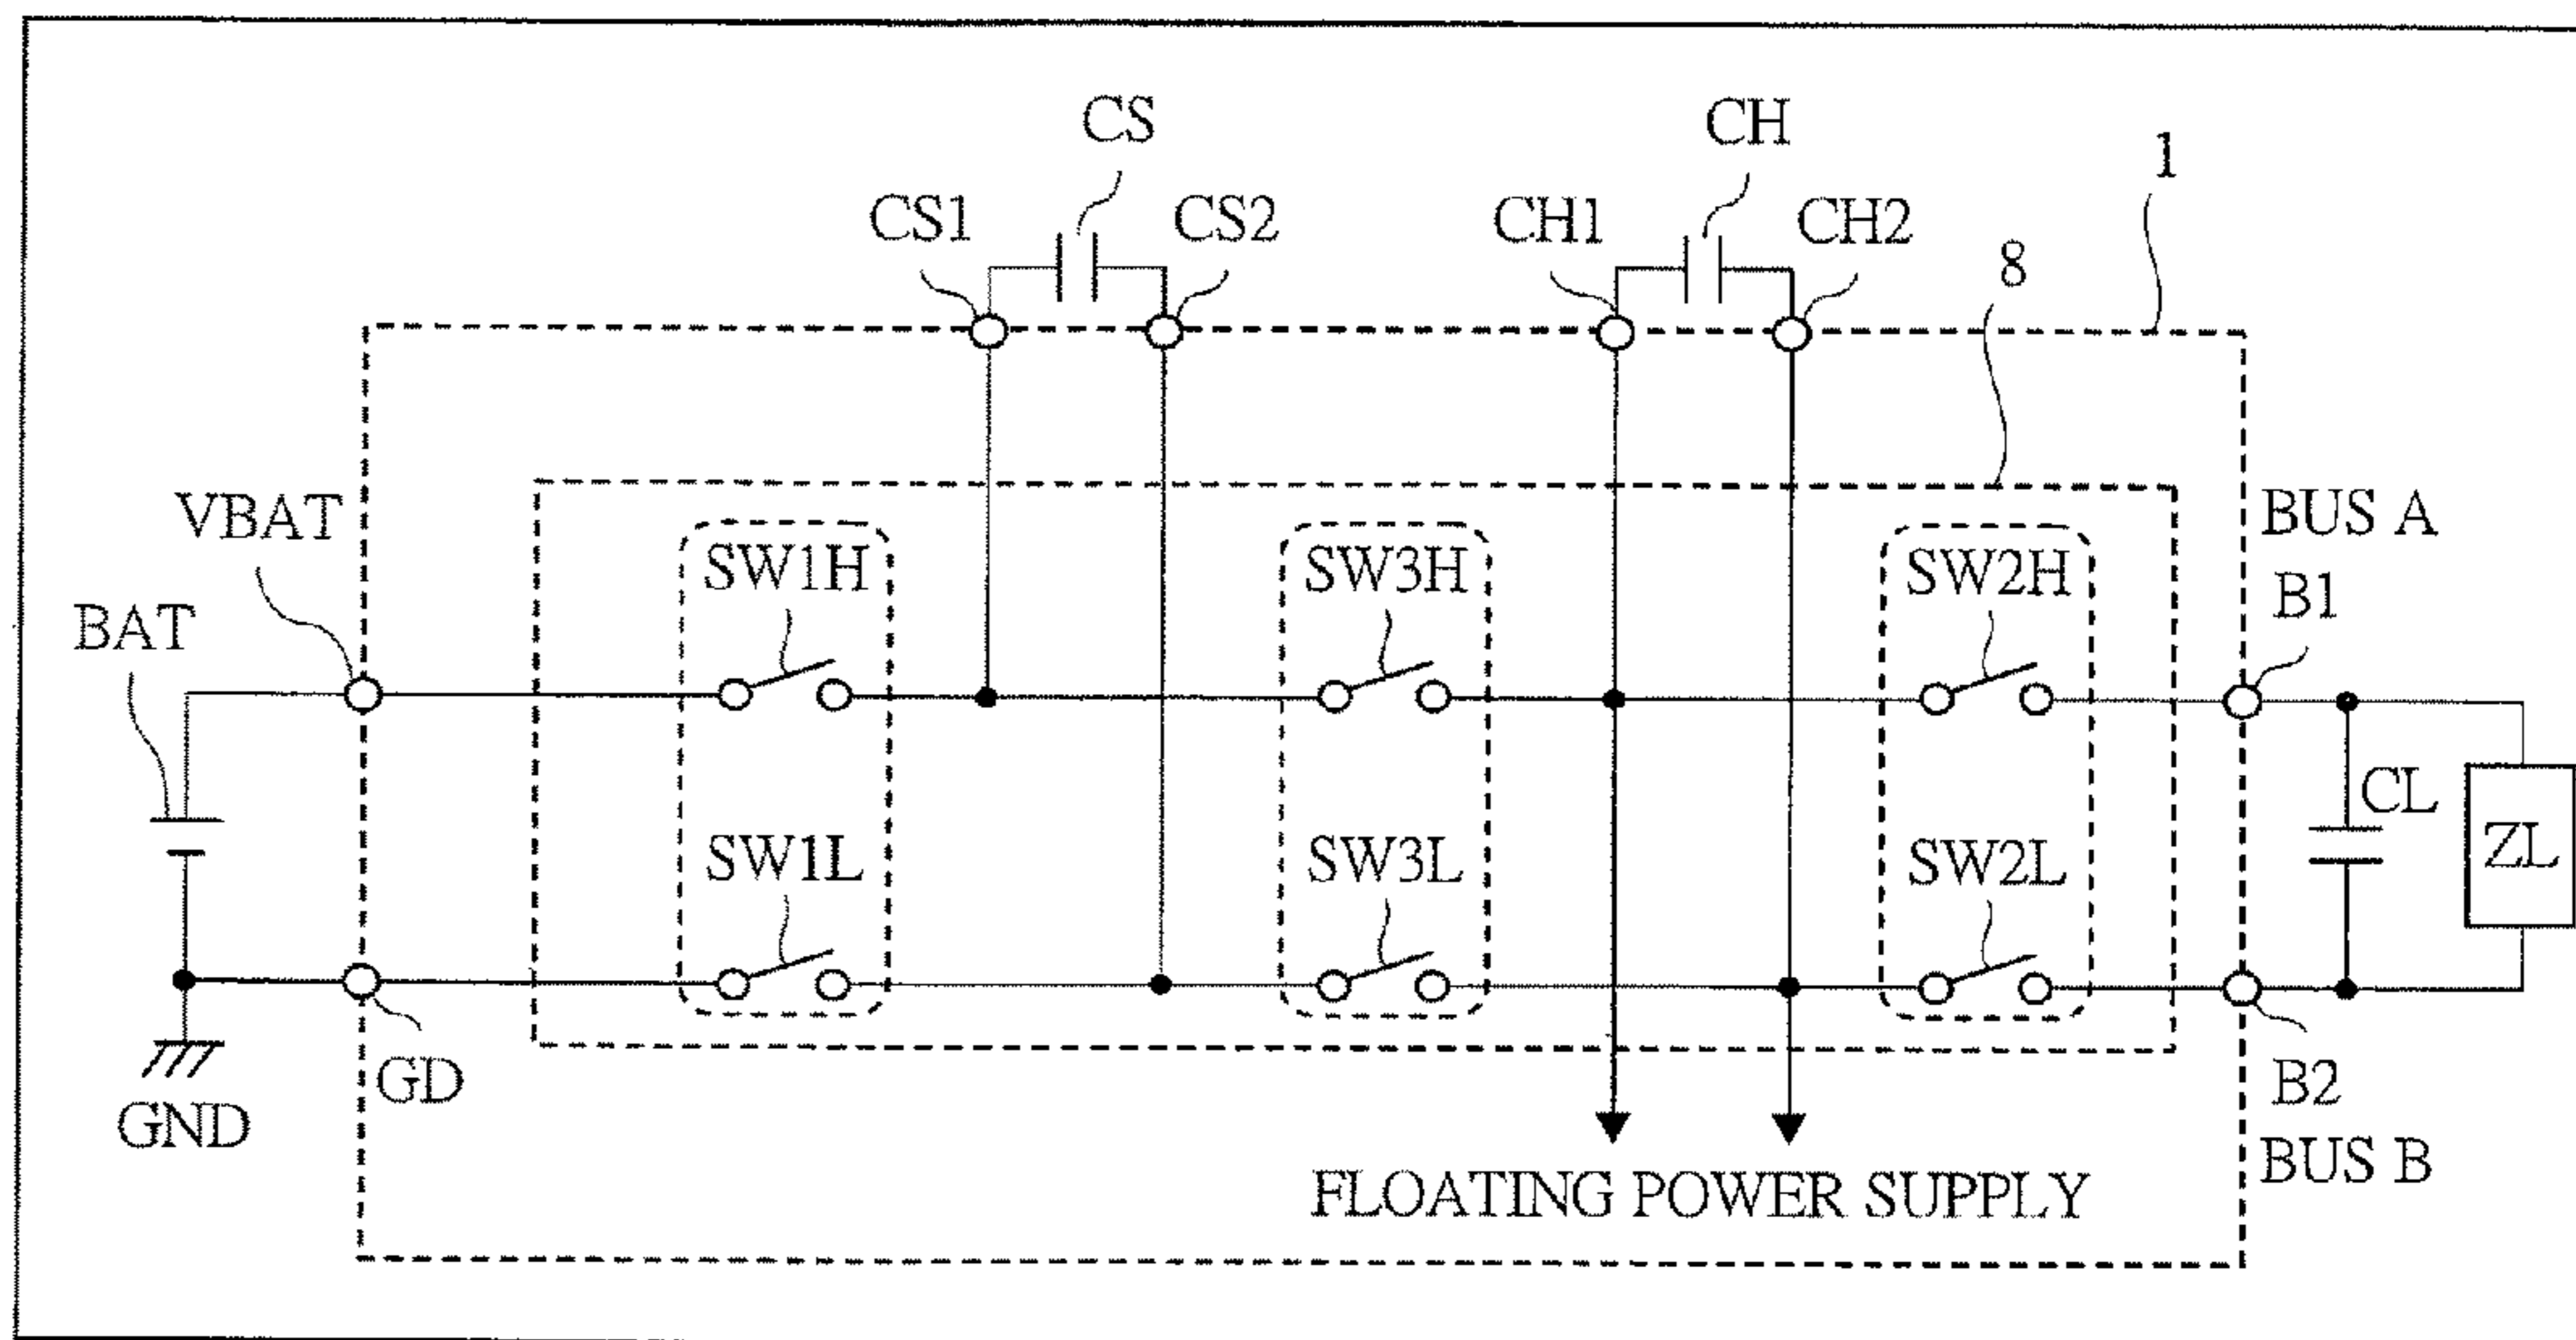 CS
CH
1
CS1
CS2
CH1
CH2
8
VBAT
BUS A
SW1H
SW3H
SW2H
B1
BAT
CL
ZL
SW1L
SW3L
SW2L
GD
B2
GND
BUS B
FLOATING POWER SUPPLY